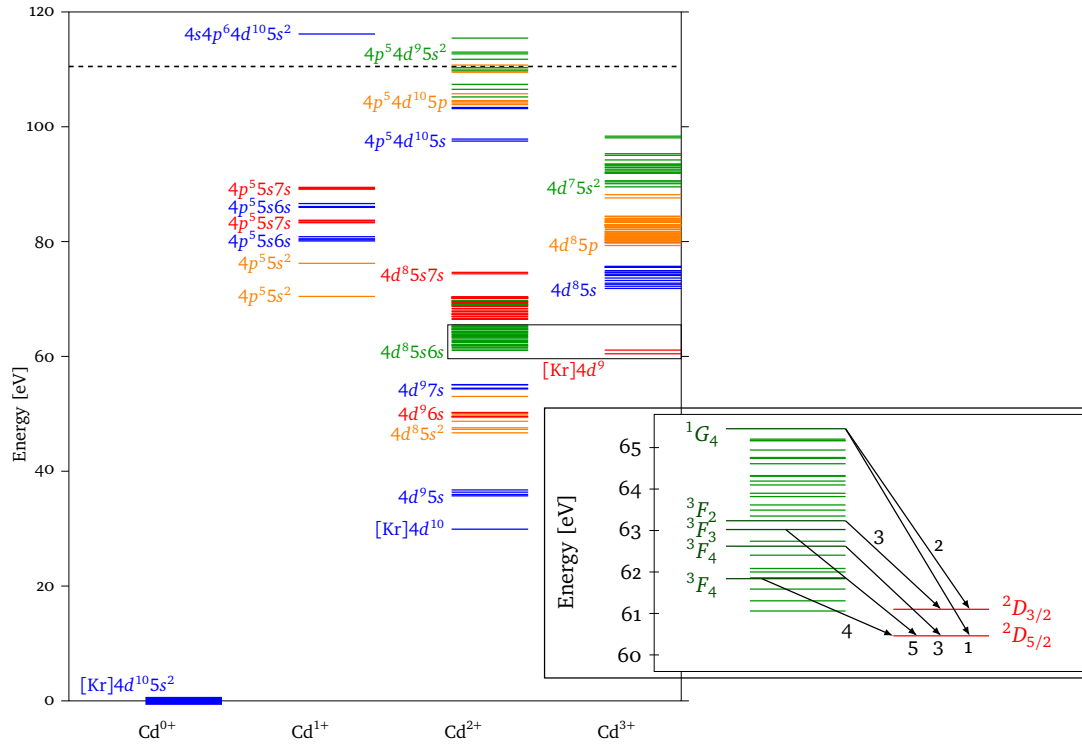 120
100
80
60
40
20
0
Energy [eV]
[Kr]4d¹⁰5s²
4s4p⁶4d¹⁰5s²
4p⁵5s7s
4p⁵5s6s
4p⁵5s7s
4p⁵5s6s
4p⁵5s²
4p⁵5s²
4p⁵4d⁹5s²
4p⁵4d¹⁰5p
4p⁵4d¹⁰5s
4d⁸5s7s
4d⁸5s6s
4d⁹7s
4d⁹6s
4d⁸5s²
4d⁹5s
[Kr]4d¹⁰
4d⁷5s²
4d⁸5p
4d⁸5s
[Kr]4d⁹
Cd⁰⁺
Cd¹⁺
Cd²⁺
Cd³⁺
Energy [eV]
65
64
63
62
61
60
¹G₄
³F₂
³F₃
³F₄
³F₄
3
2
4
5
3
1
²D₃/₂
²D₅/₂